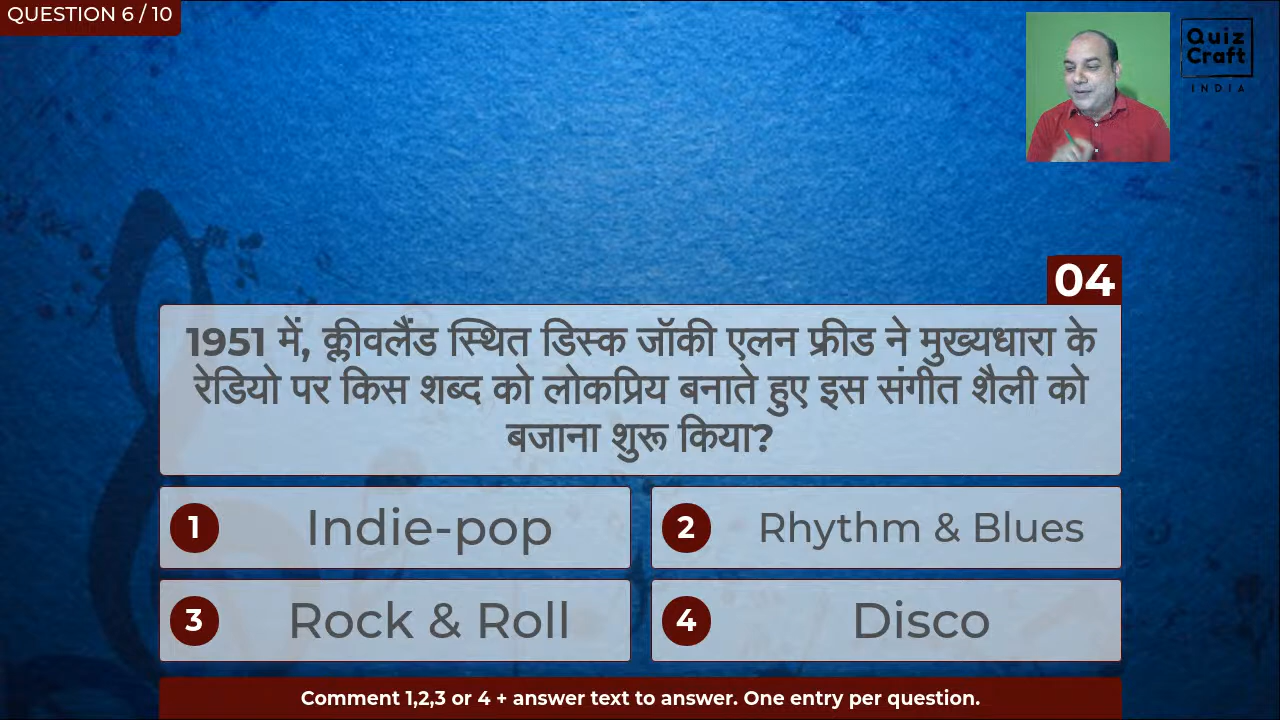 QUESTION 6 / 10
Quiz
Craft
INDIA
04
1951 में, क्लीवलैंड स्थित डिस्क जॉकी एलन फ्रीड ने मुख्यधारा के
रेडियो पर किस शब्द को लोकप्रिय बनाते हुए इस संगीत शैली को
बजाना शुरू किया?
1 Indie-pop
2 Rhythm & Blues
3 Rock & Roll
4 Disco
Comment 1,2,3 or 4 + answer text to answer. One entry per question.